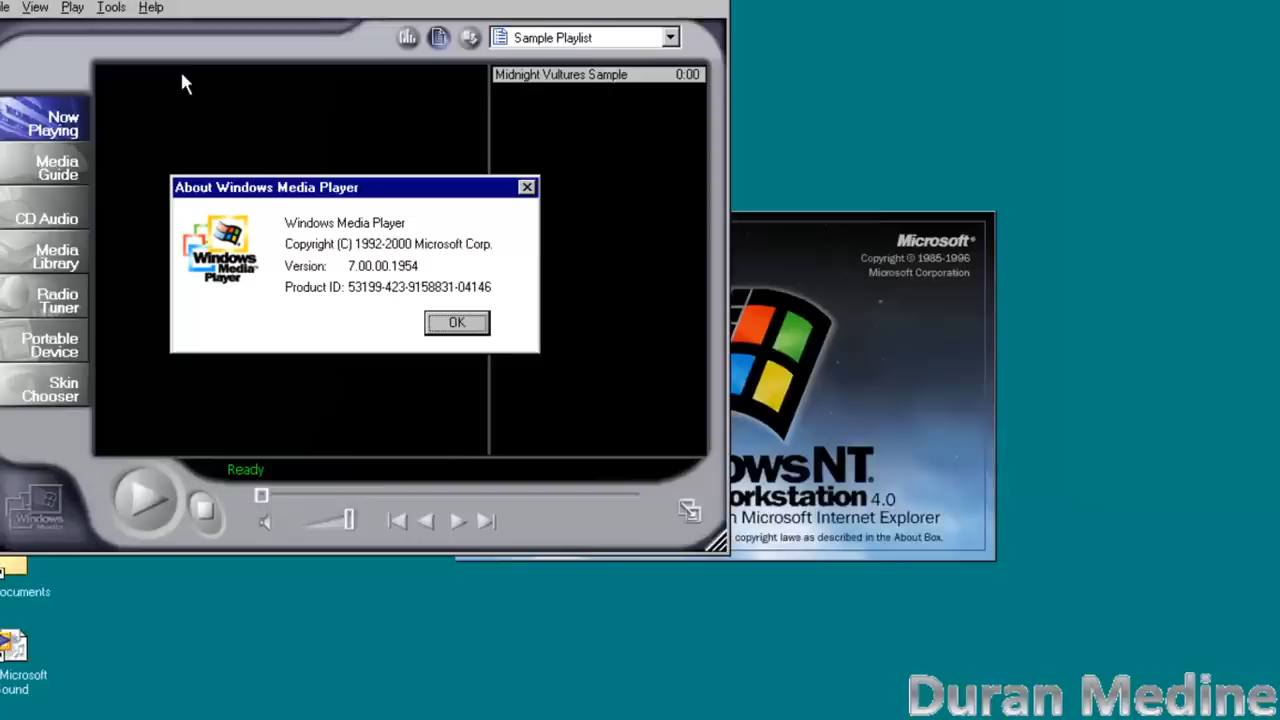 View Play Tools Help
Sample Playlist
Midnight Vultures Sample 0:00
Now
Playing
Media
Guide
CD Audio
Media
Library
Radio
Tuner
Portable
Device
Skin
Chooser
About Windows Media Player
Windows
Media
Player
Windows Media Player
Copyright (C) 1992-2000 Microsoft Corp.
Version: 7.00.00.1954
Product ID: 53199-423-9158831-04146
OK
Ready
Windows
Microsoft
Copyright © 1985-1996
Microsoft Corporation
owsNT
orkstation 4.0
n Microsoft Internet Explorer
copyright laws as described in the About Box.
ocuments
Microsoft
ound
Duran Medine